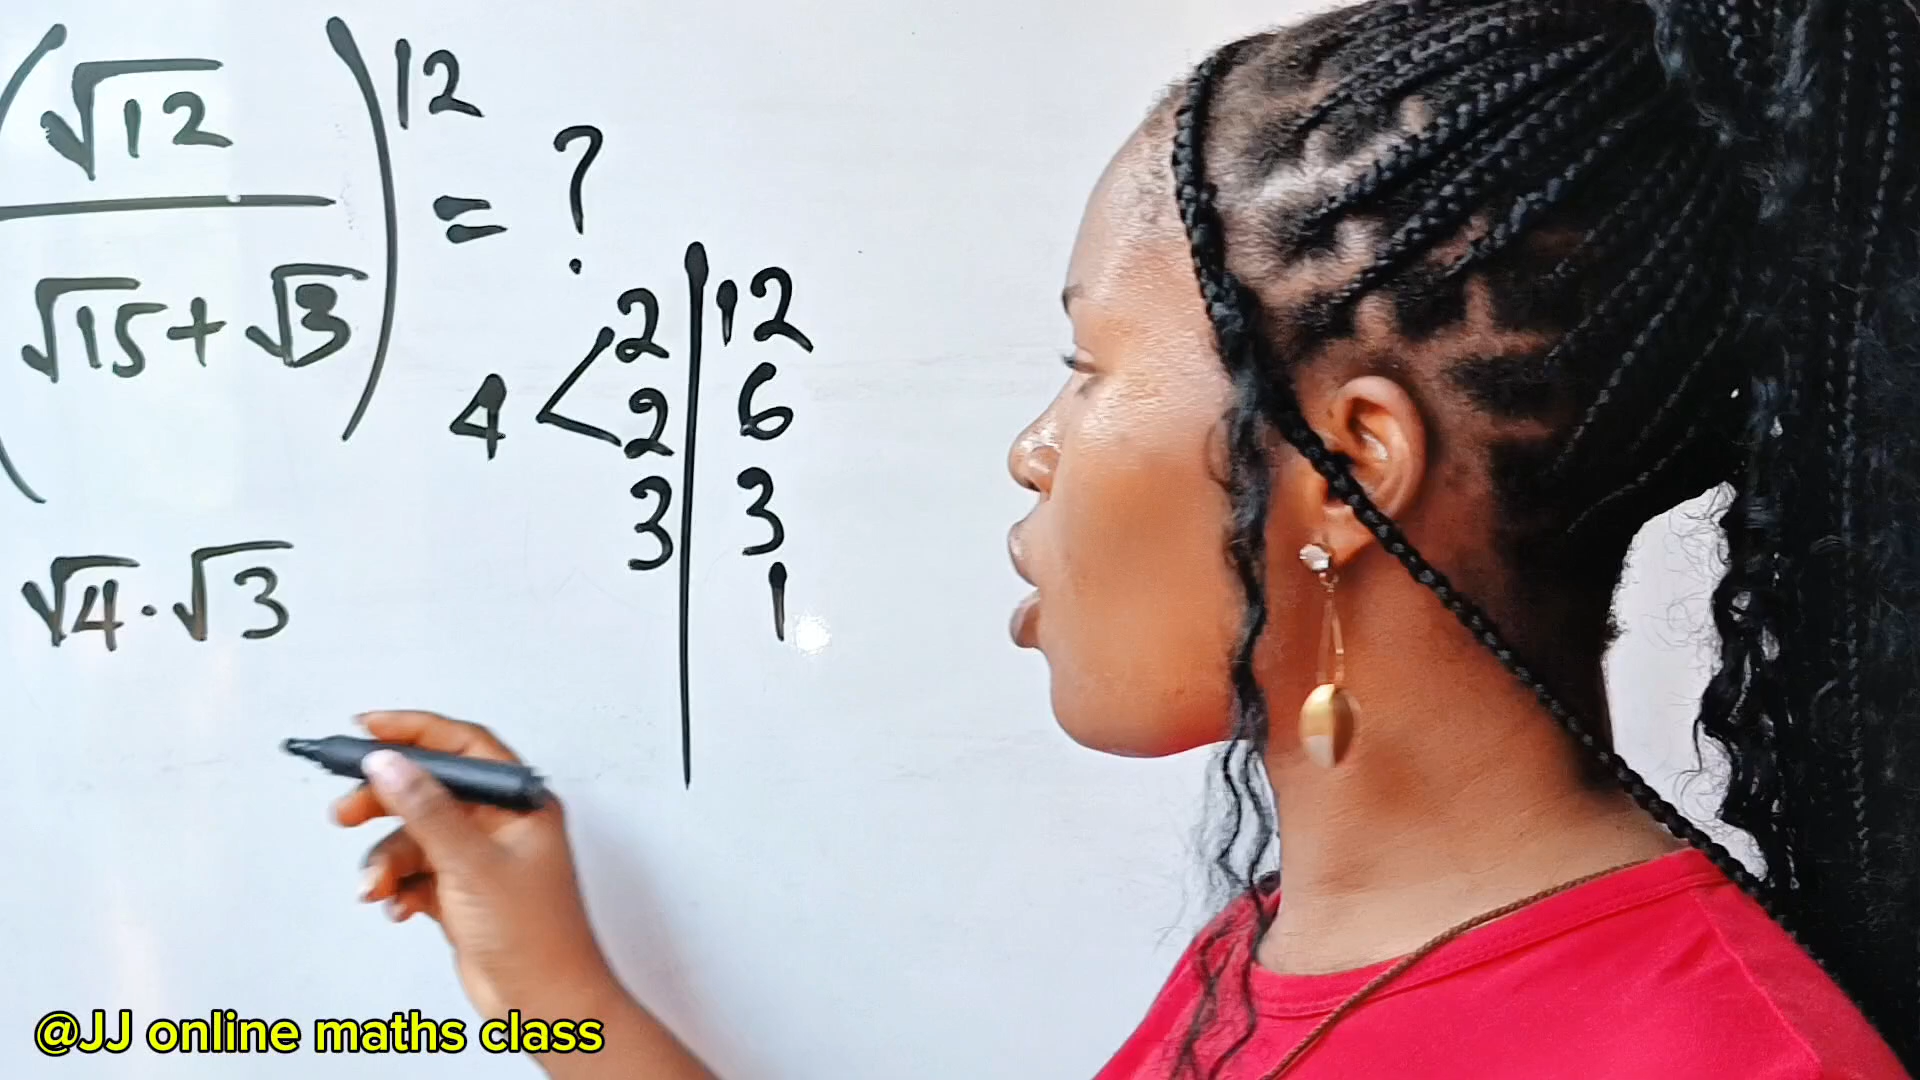 (√12 / (√15 + √3))^12 = ?
2 | 12
4 < 2 | 6
3 | 3
1
√4 · √3
@JJ online maths class